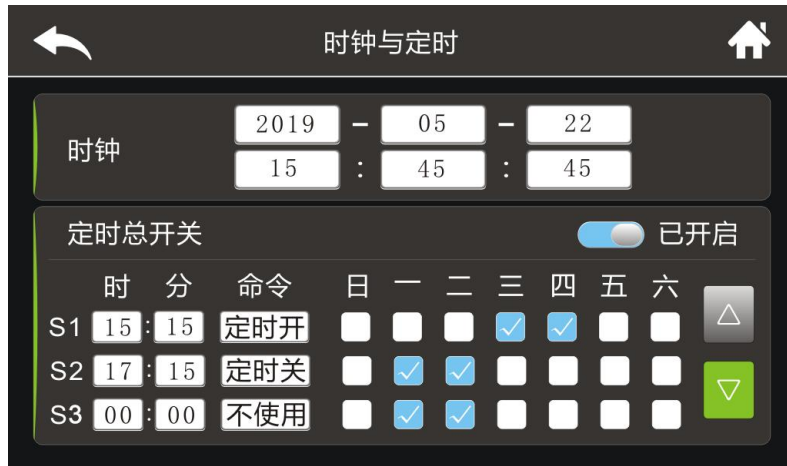 时钟与定时
时钟
2019 - 05 - 22
15 : 45 : 45
定时总开关 已开启
时 分 命令 日 一 二 三 四 五 六
S1 15 : 15 定时开
S2 17 : 15 定时关
S3 00 : 00 不使用